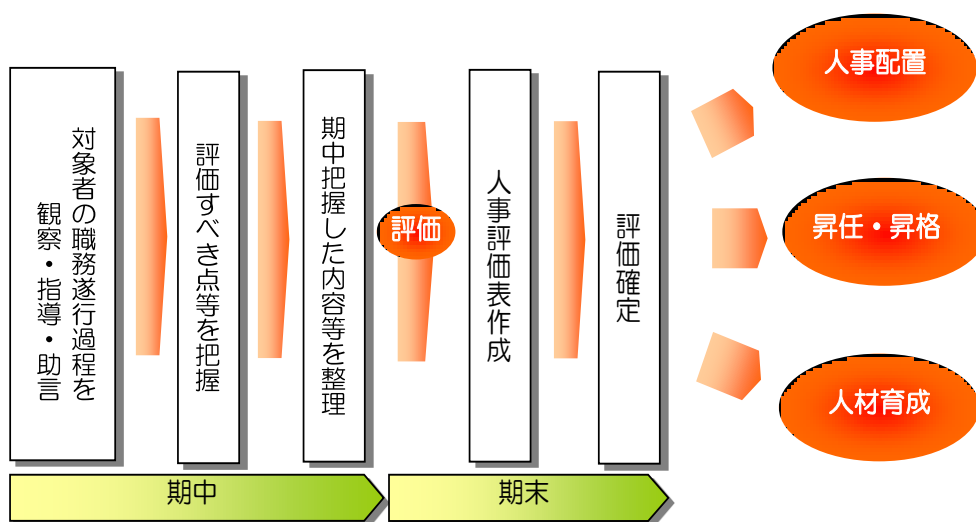 対象者の職務遂行過程を
観察・指導・助言
評価すべき点等を把握
期中把握した内容等を整理
評価
人事評価表作成
評価確定
人事配置
昇任・昇格
人材育成
期中
期末